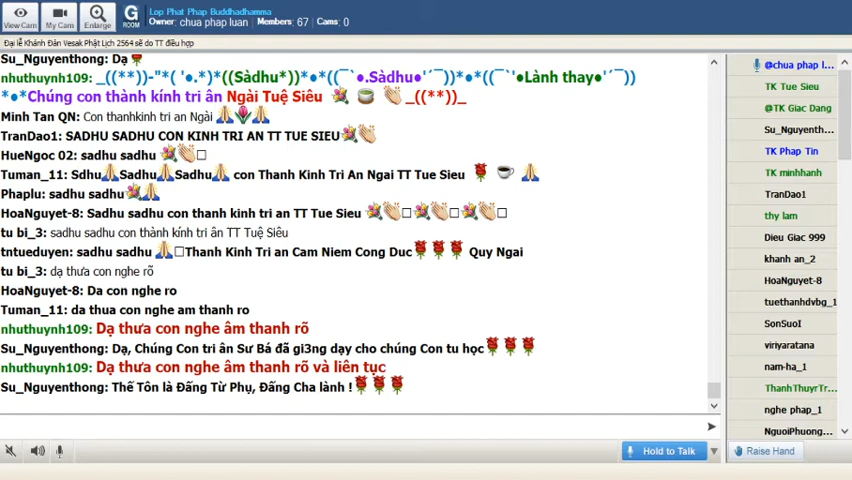 Lop Phat Phap Buddhadhamma
Owner: chua phap luan Members: 67 Cams: 0
View Cam My Cam Enlarge G ROOM
Đại lễ Khánh Đản Vesak Phật Lịch 2564 sẽ do TT điều hợp
Su_Nguyenthong: Dạ
nhuthuynh109: _((**))-"*( '●.*)*((Sàdhu*))*●*((¯`●.Sàdhu●'´¯))*●*((¯`'●Lành thay●'´¯))
*●*Chúng con thành kính tri ân Ngài Tuệ Siêu _((**))_
Minh Tan QN: Con thanhkinh tri an Ngài
TranDao1: SADHU SADHU CON KINH TRI AN TT TUE SIEU
HueNgoc 02: sadhu sadhu
Tuman_11: Sdhu Sadhu Sadhu con Thanh Kinh Tri An Ngai TT Tue Sieu
Phaplu: sadhu sadhu
HoaNguyet-8: Sadhu sadhu con thanh kinh tri an TT Tue Sieu
tu bi_3: sadhu sadhu con thành kính tri ân TT Tuệ Siêu
tntueduyen: sadhu sadhu Thanh Kinh Tri an Cam Niem Cong Duc Quy Ngai
tu bi_3: dạ thưa con nghe rõ
HoaNguyet-8: Da con nghe ro
Tuman_11: da thua con nghe am thanh ro
nhuthuynh109: Dạ thưa con nghe âm thanh rõ
Su_Nguyenthong: Dạ, Chúng Con tri ân Sư Bá đã gi3ng dạy cho chúng Con tu học
nhuthuynh109: Dạ thưa con nghe âm thanh rõ và liên tục
Su_Nguyenthong: Thế Tôn là Đấng Từ Phụ, Đấng Cha lành !
Hold to Talk
@chua phap l...
TK Tue Sieu
@TK Giac Dang
Su_Nguyenth...
TK Phap Tin
TK minhhanh
TranDao1
thy lam
Dieu Giac 999
khanh an_2
HoaNguyet-8
tuethanhdvbg_1
SonSuoI
viriyaratana
nam-ha_1
ThanhThuyrTr...
nghe phap_1
NguoiPhuong...
Raise Hand